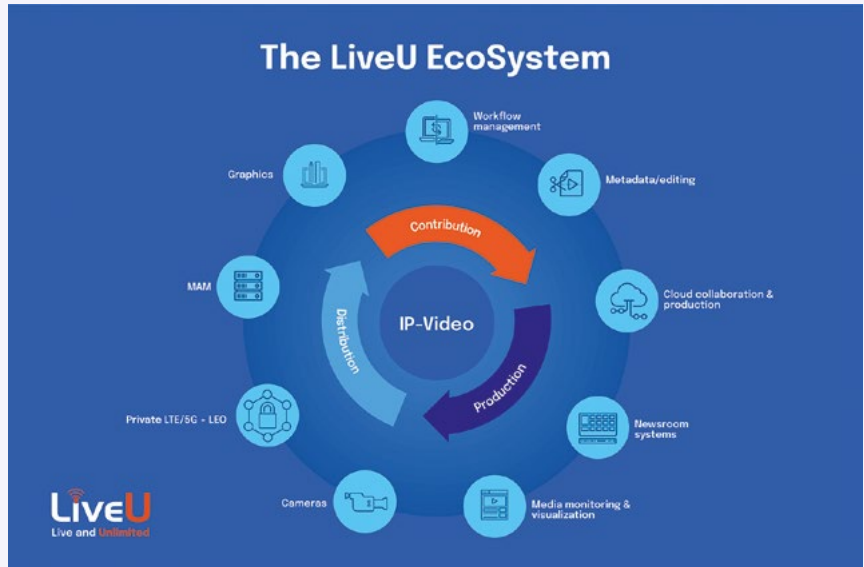 The LiveU EcoSystem
Workflow
management
Graphics
Metadata/editing
Contribution
MAM
Cloud collaboration &
production
IP-Video
Distribution
Production
Private LTE/5G - LEO
Newsroom
systems
Cameras
Media monitoring &
visualization
LiveU
Live and Unlimited